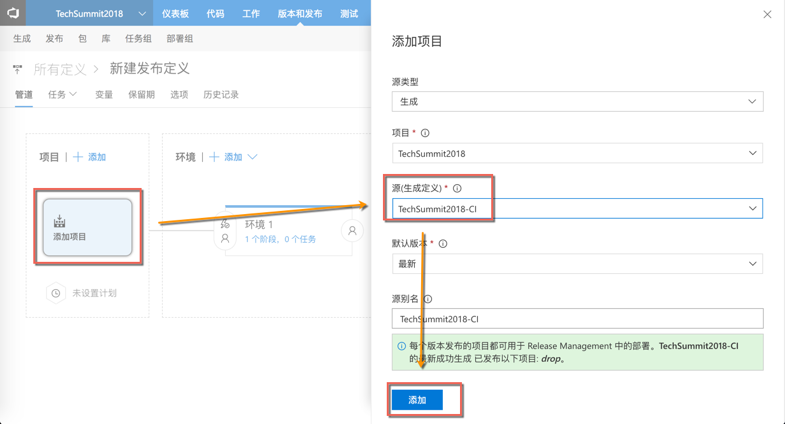 TechSummit2018 仪表板 代码 工作 版本和发布 测试
生成 发布 包 库 任务组 部署组
所有定义 > 新建发布定义
管道 任务 变量 保留期 选项 历史记录
项目 | + 添加
环境 | + 添加
添加项目
环境 1
1 个阶段, 0 个任务
未设置计划
添加项目
源类型
生成
项目 *
TechSummit2018
源(生成定义) *
TechSummit2018-CI
默认版本 *
最新
源别名
TechSummit2018-CI
每个版本发布的项目都可用于 Release Management 中的部署。TechSummit2018-CI
的最新成功生成 已发布以下项目: drop。
添加